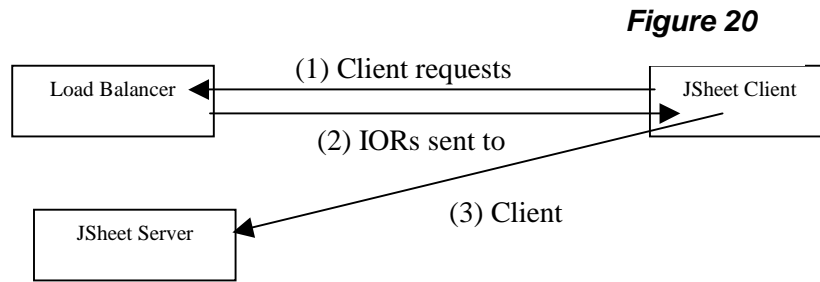 Figure 20
(1) Client requests
Load Balancer
JSheet Client
(2) IORs sent to
(3) Client
JSheet Server